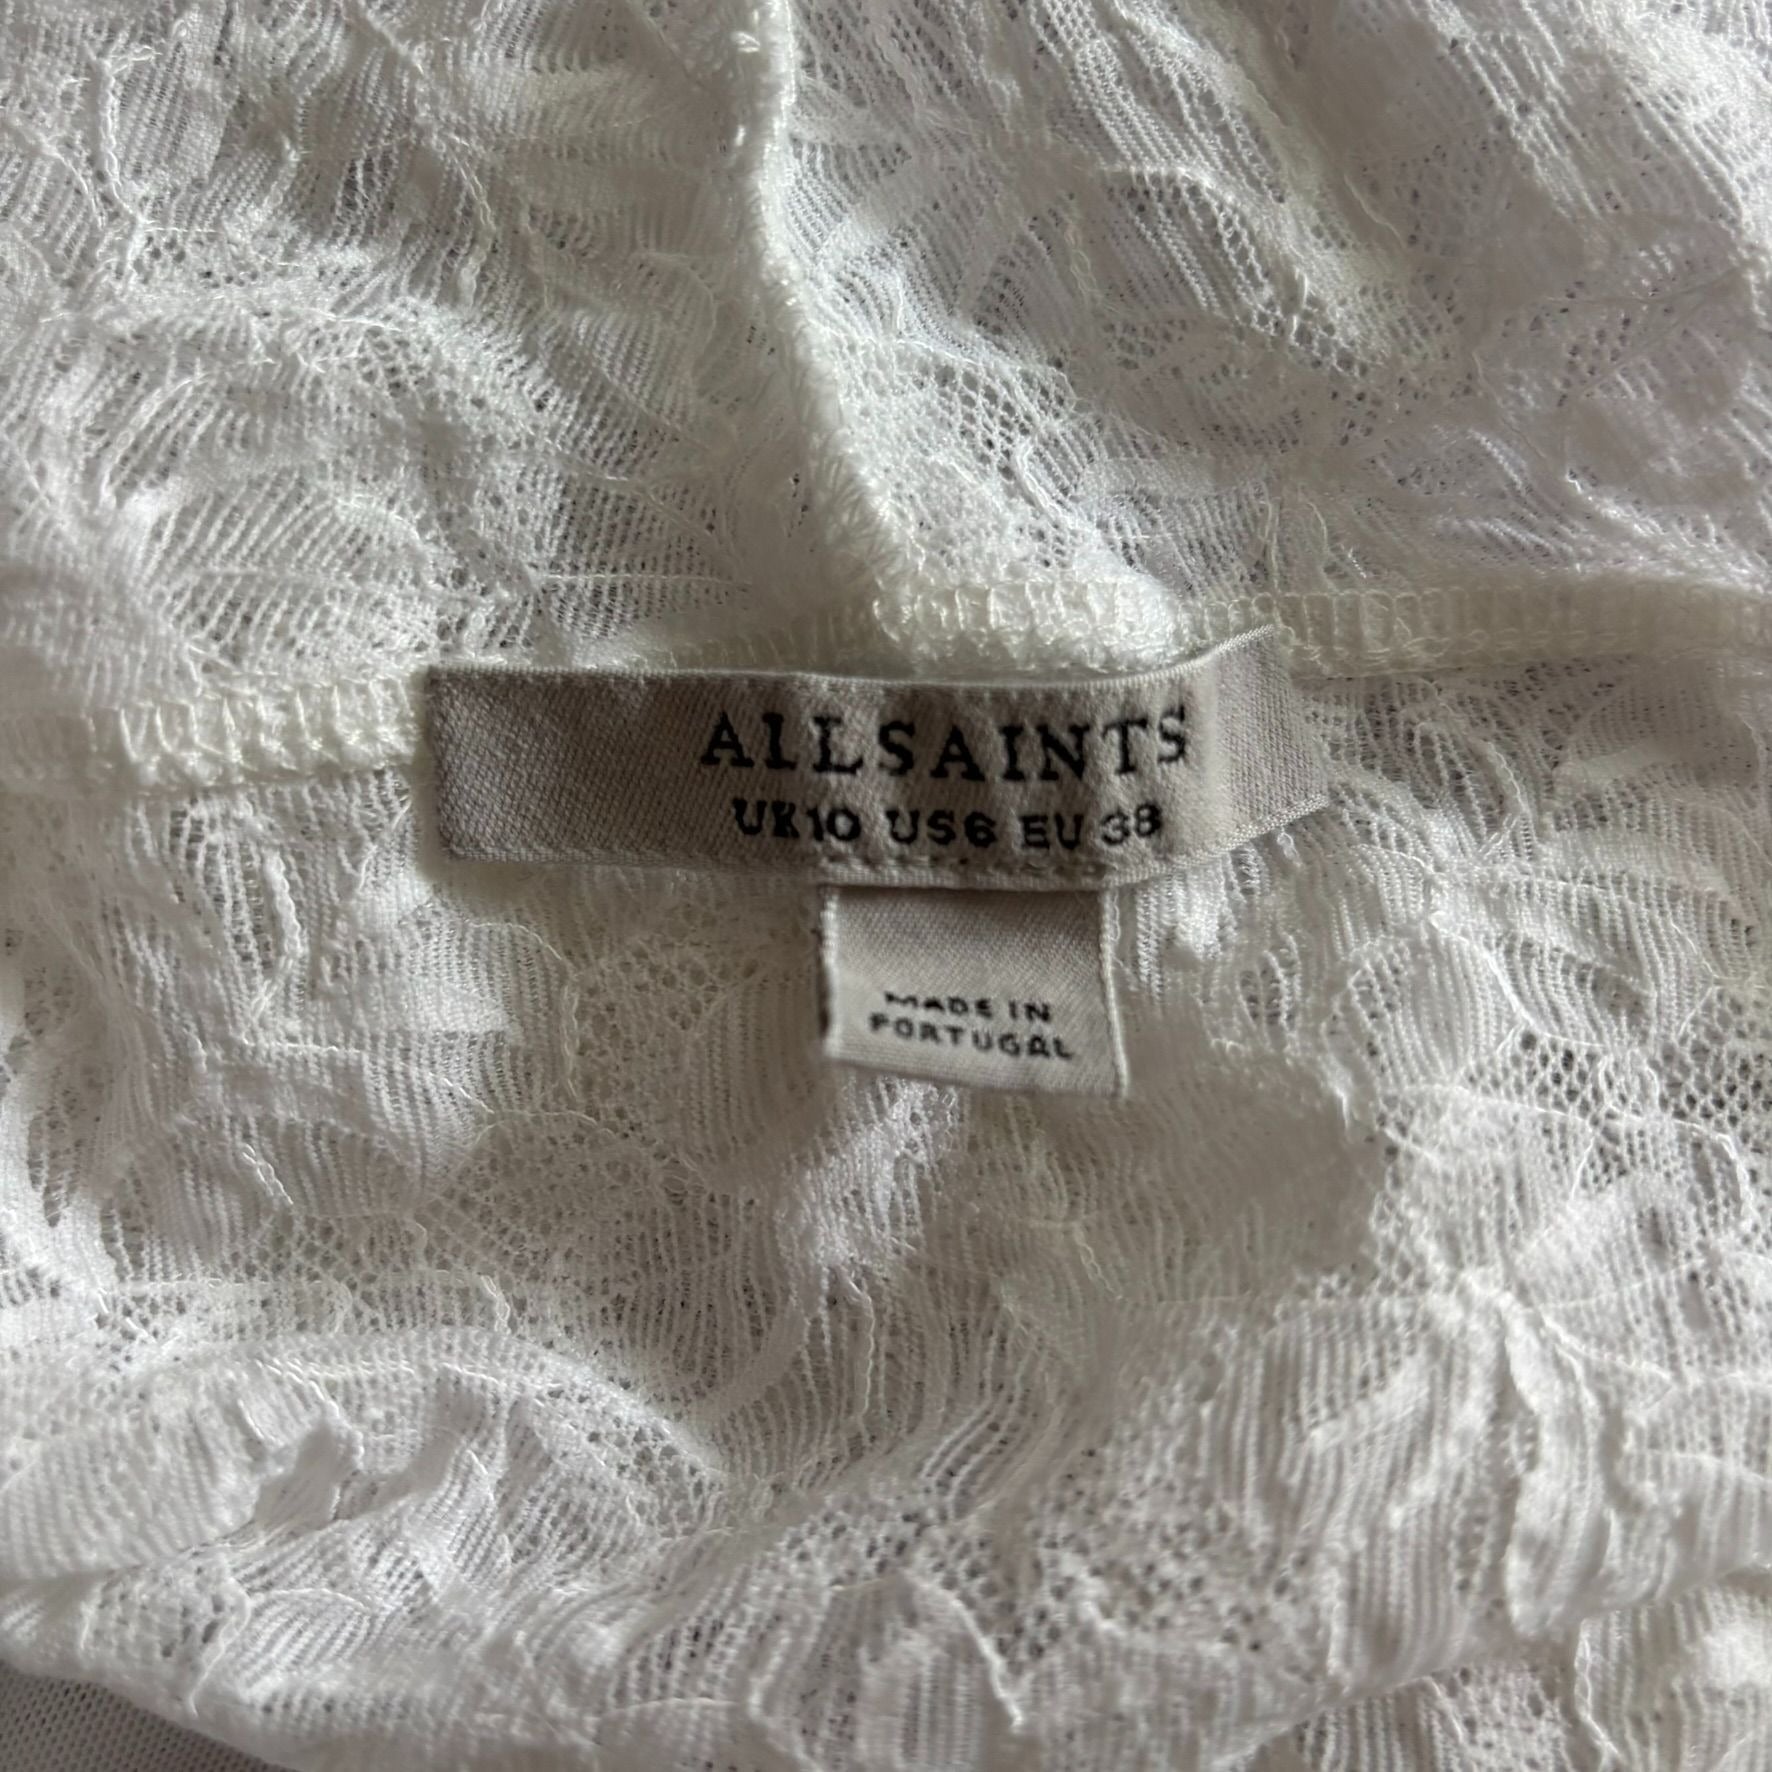 ALLSAINTS
UK10 US6 EU 38
MADE IN
PORTUGAL